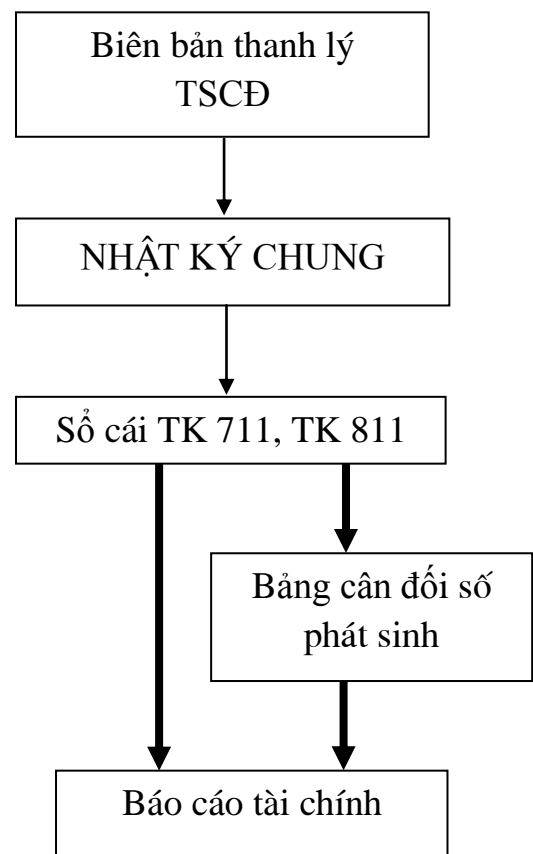 Biên bản thanh lý
TSCĐ
NHẬT KÝ CHUNG
Sổ cái TK 711, TK 811
Bảng cân đối số
phát sinh
Báo cáo tài chính